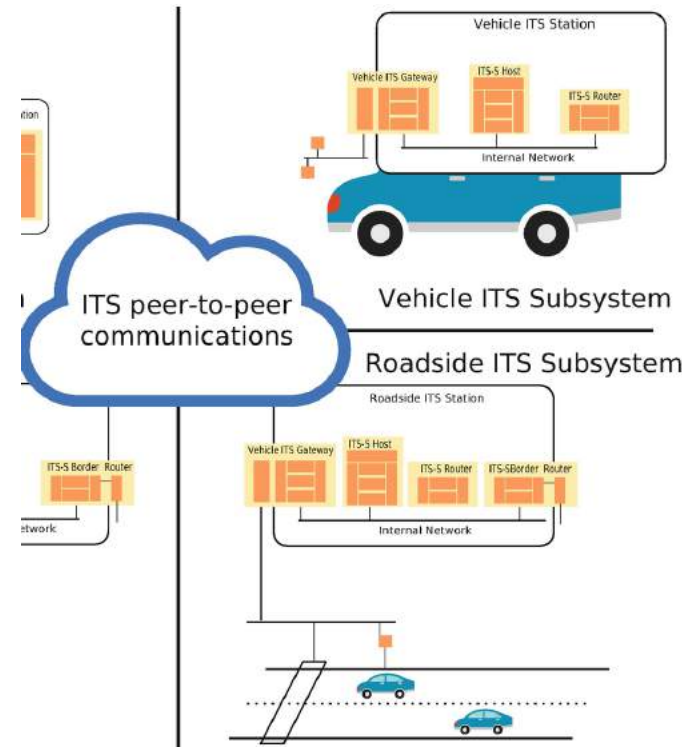 Vehicle ITS Station
Vehicle ITS Gateway
ITS-S Host
ITS-S Router
Internal Network
ITS peer-to-peer
communications
Vehicle ITS Subsystem
Roadside ITS Subsystem
Roadside ITS Station
Vehicle ITS Gateway
ITS-S Host
ITS-S Router
ITS-SBorder Router
Internal Network
ITS-S Border Router